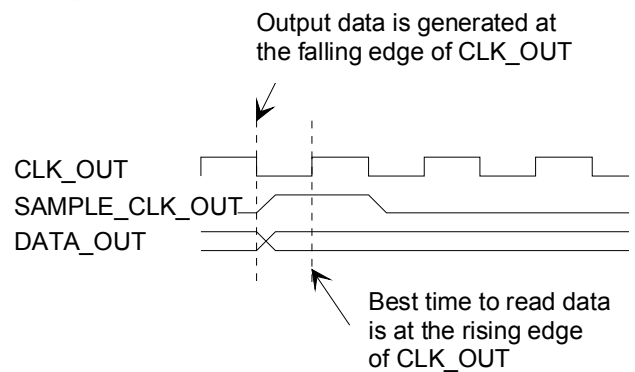 Output data is generated at
the falling edge of CLK_OUT
CLK_OUT
SAMPLE_CLK_OUT
DATA_OUT
Best time to read data
is at the rising edge
of CLK_OUT